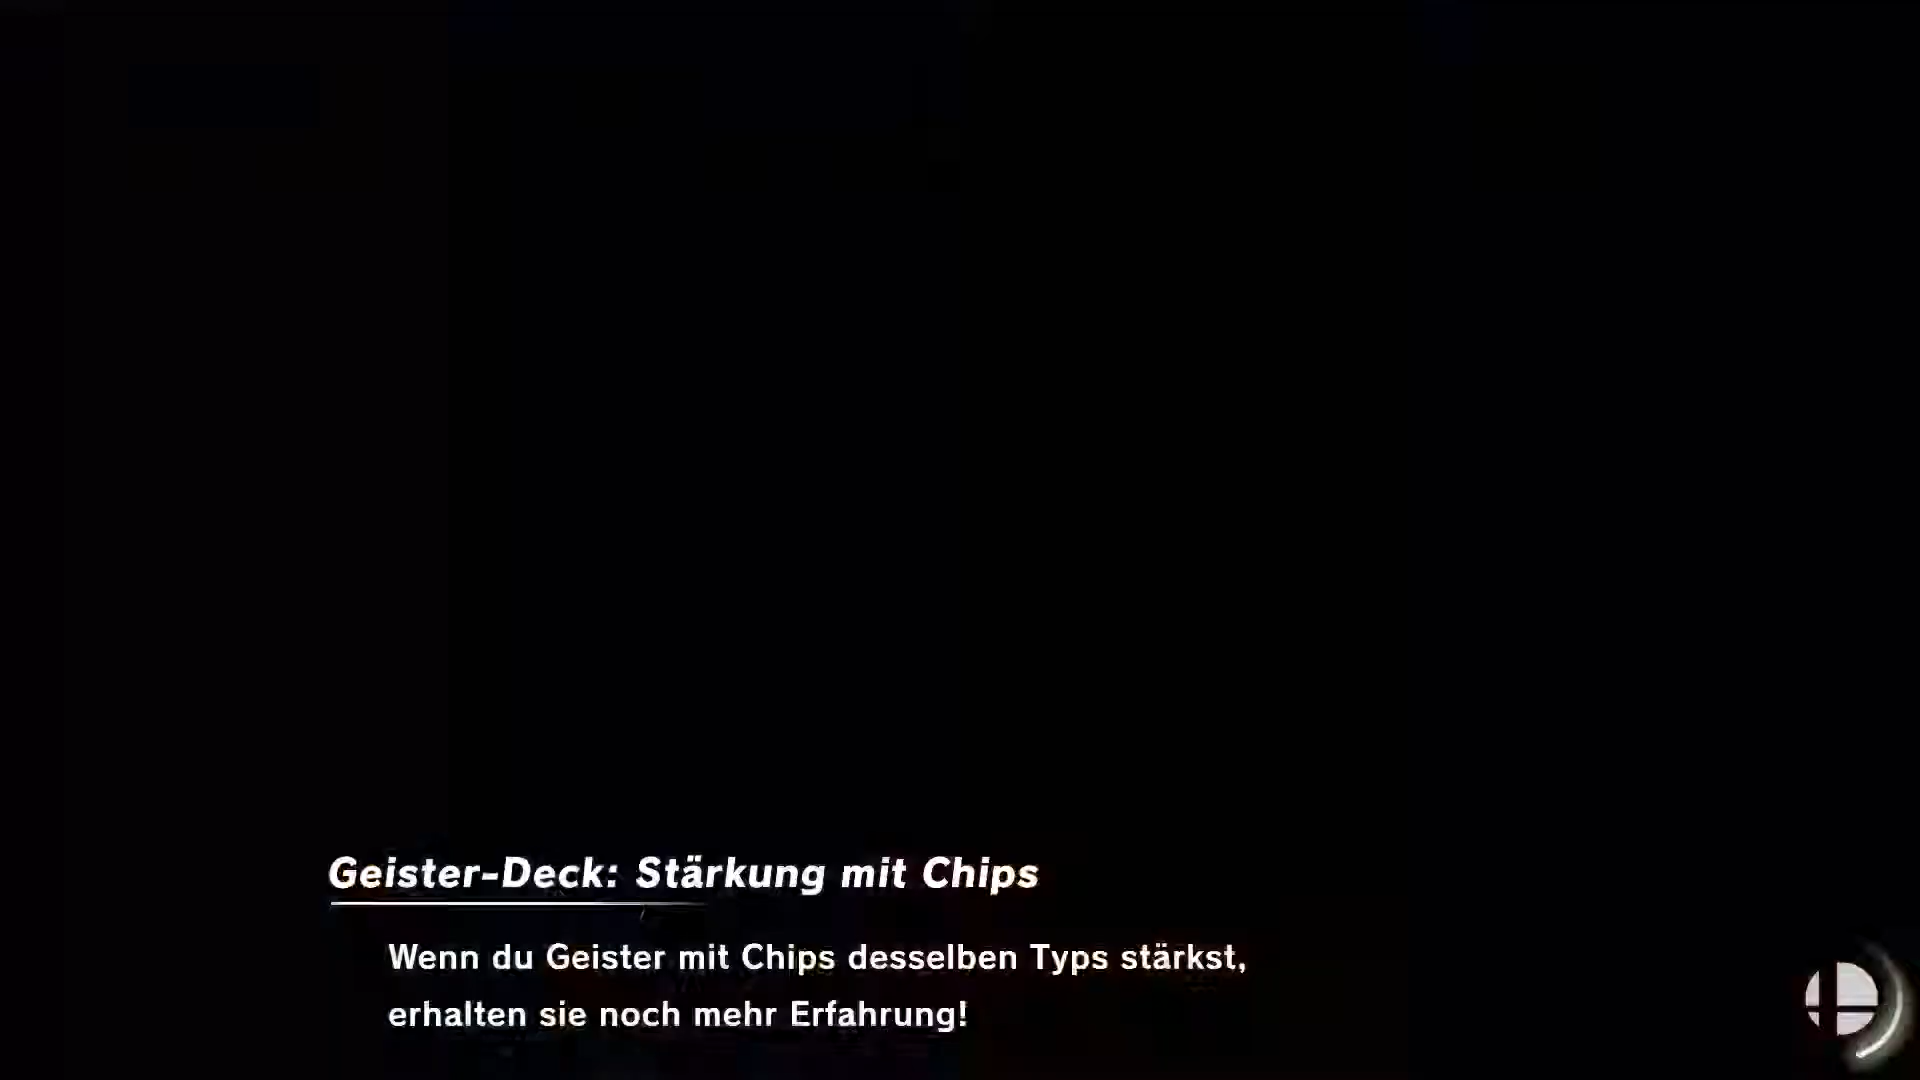 Geister-Deck: Stärkung mit Chips
Wenn du Geister mit Chips desselben Typs stärkst,
erhalten sie noch mehr Erfahrung!